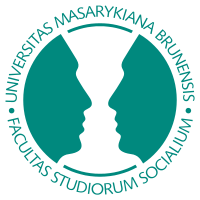 UNIVERSITAS MASARYKIANA BRUNENSIS
• FACULTAS STUDIORUM SOCIALIUM •